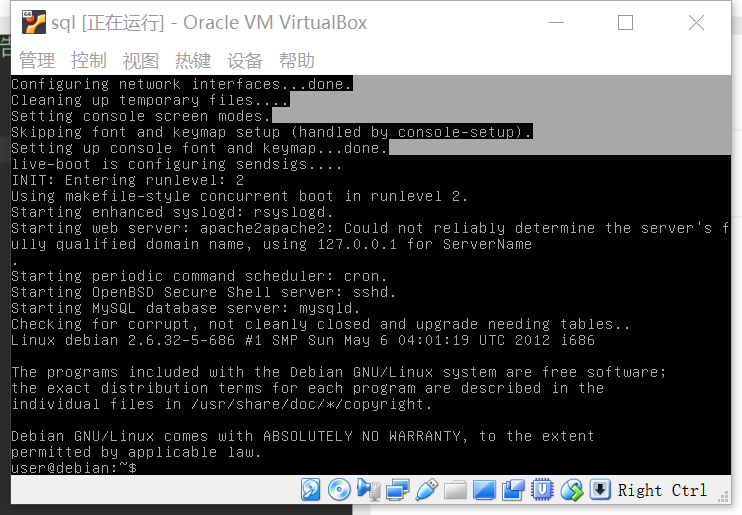 sql [正在运行] - Oracle VM VirtualBox
管理 控制 视图 热键 设备 帮助
Configuring network interfaces...done.
Cleaning up temporary files....
Setting console screen modes.
Skipping font and keymap setup (handled by console-setup).
Setting up console font and keymap...done.
live-boot is configuring sendsigs....
INIT: Entering runlevel: 2
Using makefile-style concurrent boot in runlevel 2.
Starting enhanced syslogd: rsyslogd.
Starting web server: apache2apache2: Could not reliably determine the server's f
ully qualified domain name, using 127.0.0.1 for ServerName
.
Starting periodic command scheduler: cron.
Starting OpenBSD Secure Shell server: sshd.
Starting MySQL database server: mysqld.
Checking for corrupt, not cleanly closed and upgrade needing tables..
Linux debian 2.6.32-5-686 #1 SMP Sun May 6 04:01:19 UTC 2012 i686
The programs included with the Debian GNU/Linux system are free software;
the exact distribution terms for each program are described in the
individual files in /usr/share/doc/*/copyright.
Debian GNU/Linux comes with ABSOLUTELY NO WARRANTY, to the extent
permitted by applicable law.
user@debian:~$
Right Ctrl